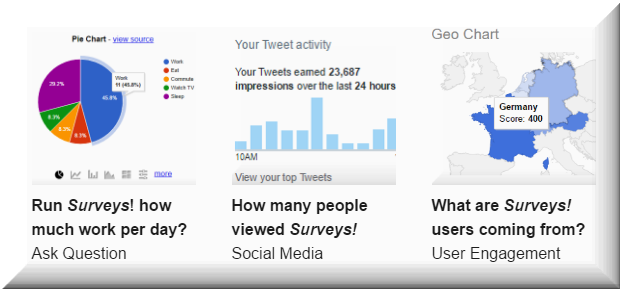 Pie Chart - view source
Work
Eat
Commute
Watch TV
Sleep
Work
11 (45.8%)
29.2%
45.8%
8.3%
8.3%
8.3%
more
Run Surveys! how
much work per day?
Ask Question
Your Tweet activity
Your Tweets earned 23,687
impressions over the last 24 hours
10AM
View your top Tweets
How many people
viewed Surveys!
Social Media
Geo Chart
Germany
Score: 400
What are Surveys!
users coming from?
User Engagement